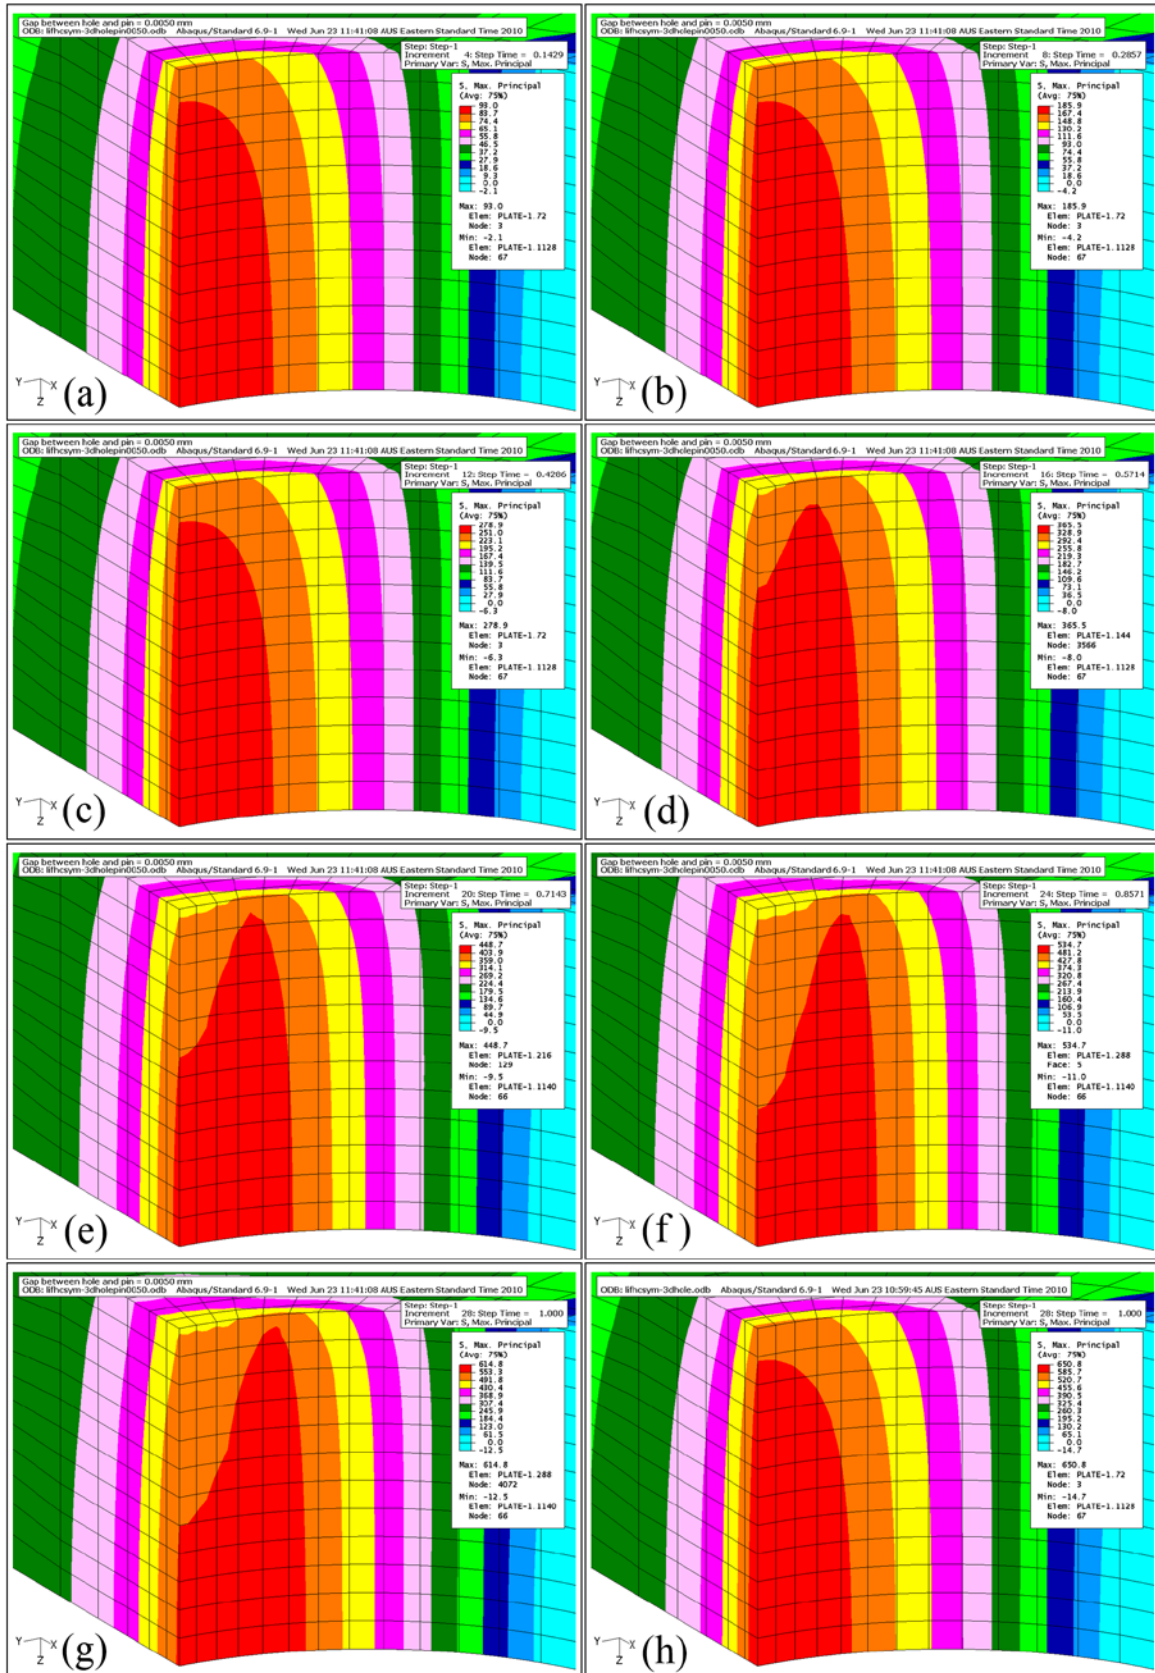 Gap between hole and pin = 0.0050 mm
ODB: lifhcsym-3dholepin0050.odb Abaqus/Standard 6.9-1 Wed Jun 23 11:41:08 AUS Eastern Standard Time 2010
Step: Step-1
Increment 4: Step Time = 0.1429
Primary Var: S, Max. Principal
S, Max. Principal
(Avg: 75%)
93.0
83.7
74.4
65.1
55.8
46.5
37.2
27.9
18.6
9.3
0.0
-2.1
Max: 93.0
Elem: PLATE-1.72
Node: 3
Min: -2.1
Elem: PLATE-1.1128
Node: 67
Y X
Z
(a)
Gap between hole and pin = 0.0050 mm
ODB: lifhcsym-3dholepin0050.odb Abaqus/Standard 6.9-1 Wed Jun 23 11:41:08 AUS Eastern Standard Time 2010
Step: Step-1
Increment 8: Step Time = 0.2857
Primary Var: S, Max. Principal
S, Max. Principal
(Avg: 75%)
185.9
167.4
148.8
130.2
111.6
93.0
74.4
55.8
37.2
18.6
0.0
-4.2
Max: 185.9
Elem: PLATE-1.72
Node: 3
Min: -4.2
Elem: PLATE-1.1128
Node: 67
Y X
Z
(b)
Gap between hole and pin = 0.0050 mm
ODB: lifhcsym-3dholepin0050.odb Abaqus/Standard 6.9-1 Wed Jun 23 11:41:08 AUS Eastern Standard Time 2010
Step: Step-1
Increment 12: Step Time = 0.4286
Primary Var: S, Max. Principal
S, Max. Principal
(Avg: 75%)
278.9
251.0
223.1
195.2
167.4
139.5
111.6
83.7
55.8
27.9
0.0
-6.3
Max: 278.9
Elem: PLATE-1.72
Node: 3
Min: -6.3
Elem: PLATE-1.1128
Node: 67
Y X
Z
(c)
Gap between hole and pin = 0.0050 mm
ODB: lifhcsym-3dholepin0050.odb Abaqus/Standard 6.9-1 Wed Jun 23 11:41:08 AUS Eastern Standard Time 2010
Step: Step-1
Increment 16: Step Time = 0.5714
Primary Var: S, Max. Principal
S, Max. Principal
(Avg: 75%)
365.5
328.9
292.4
255.8
219.3
182.7
146.2
109.6
73.1
36.5
0.0
-8.0
Max: 365.5
Elem: PLATE-1.144
Node: 3566
Min: -8.0
Elem: PLATE-1.1128
Node: 67
Y X
Z
(d)
Gap between hole and pin = 0.0050 mm
ODB: lifhcsym-3dholepin0050.odb Abaqus/Standard 6.9-1 Wed Jun 23 11:41:08 AUS Eastern Standard Time 2010
Step: Step-1
Increment 20: Step Time = 0.7143
Primary Var: S, Max. Principal
S, Max. Principal
(Avg: 75%)
448.7
403.9
359.0
314.1
269.2
224.4
179.5
134.6
89.7
44.9
0.0
-9.5
Max: 448.7
Elem: PLATE-1.216
Node: 129
Min: -9.5
Elem: PLATE-1.1140
Node: 66
Y X
Z
(e)
Gap between hole and pin = 0.0050 mm
ODB: lifhcsym-3dholepin0050.odb Abaqus/Standard 6.9-1 Wed Jun 23 11:41:08 AUS Eastern Standard Time 2010
Step: Step-1
Increment 24: Step Time = 0.8571
Primary Var: S, Max. Principal
S, Max. Principal
(Avg: 75%)
534.7
481.2
427.8
374.3
320.8
267.4
213.9
160.4
106.9
53.5
0.0
-11.0
Max: 534.7
Elem: PLATE-1.288
Face: 5
Min: -11.0
Elem: PLATE-1.1140
Node: 66
Y X
Z
(f)
Gap between hole and pin = 0.0050 mm
ODB: lifhcsym-3dholepin0050.odb Abaqus/Standard 6.9-1 Wed Jun 23 11:41:08 AUS Eastern Standard Time 2010
Step: Step-1
Increment 28: Step Time = 1.000
Primary Var: S, Max. Principal
S, Max. Principal
(Avg: 75%)
614.8
553.3
491.8
430.4
368.9
307.4
245.9
184.4
123.0
61.5
0.0
-12.5
Max: 614.8
Elem: PLATE-1.288
Node: 4072
Min: -12.5
Elem: PLATE-1.1140
Node: 66
Y X
Z
(g)
ODB: lifhcsym-3dhole.odb Abaqus/Standard 6.9-1 Wed Jun 23 10:59:45 AUS Eastern Standard Time 2010
Step: Step-1
Increment 28: Step Time = 1.000
Primary Var: S, Max. Principal
S, Max. Principal
(Avg: 75%)
650.8
585.7
520.7
455.6
390.5
325.4
260.3
195.2
130.2
65.1
0.0
-14.7
Max: 650.8
Elem: PLATE-1.72
Node: 3
Min: -14.7
Elem: PLATE-1.1128
Node: 67
Y X
Z
(h)